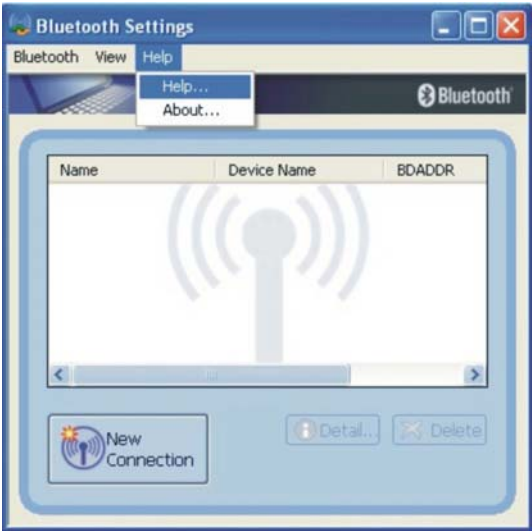 Bluetooth Settings
Bluetooth View Help
Help...
About...
Bluetooth
Name Device Name BDADDR
New
Connection
Detail... Delete